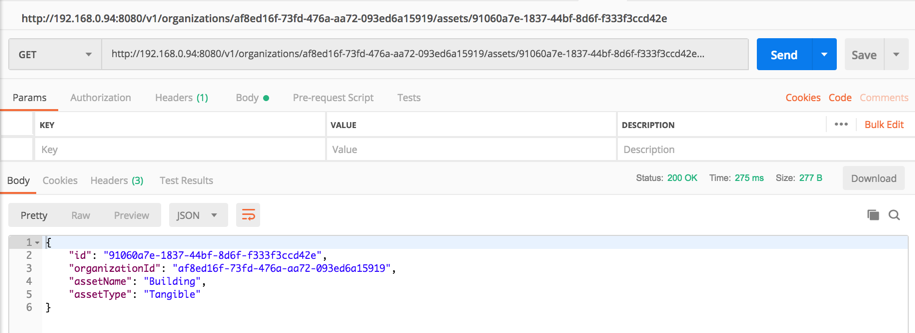 http://192.168.0.94:8080/v1/organizations/af8ed16f-73fd-476a-aa72-093ed6a15919/assets/91060a7e-1837-44bf-8d6f-f333f3ccd42e
GET http://192.168.0.94:8080/v1/organizations/af8ed16f-73fd-476a-aa72-093ed6a15919/assets/91060a7e-1837-44bf-8d6f-f333f3ccd42e... Send Save
Params Authorization Headers (1) Body Pre-request Script Tests Cookies Code Comments
KEY VALUE DESCRIPTION ••• Bulk Edit
Key Value Description
Body Cookies Headers (3) Test Results Status: 200 OK Time: 275 ms Size: 277 B Download
Pretty Raw Preview JSON
1 {
2 "id": "91060a7e-1837-44bf-8d6f-f333f3ccd42e",
3 "organizationId": "af8ed16f-73fd-476a-aa72-093ed6a15919",
4 "assetName": "Building",
5 "assetType": "Tangible"
6 }